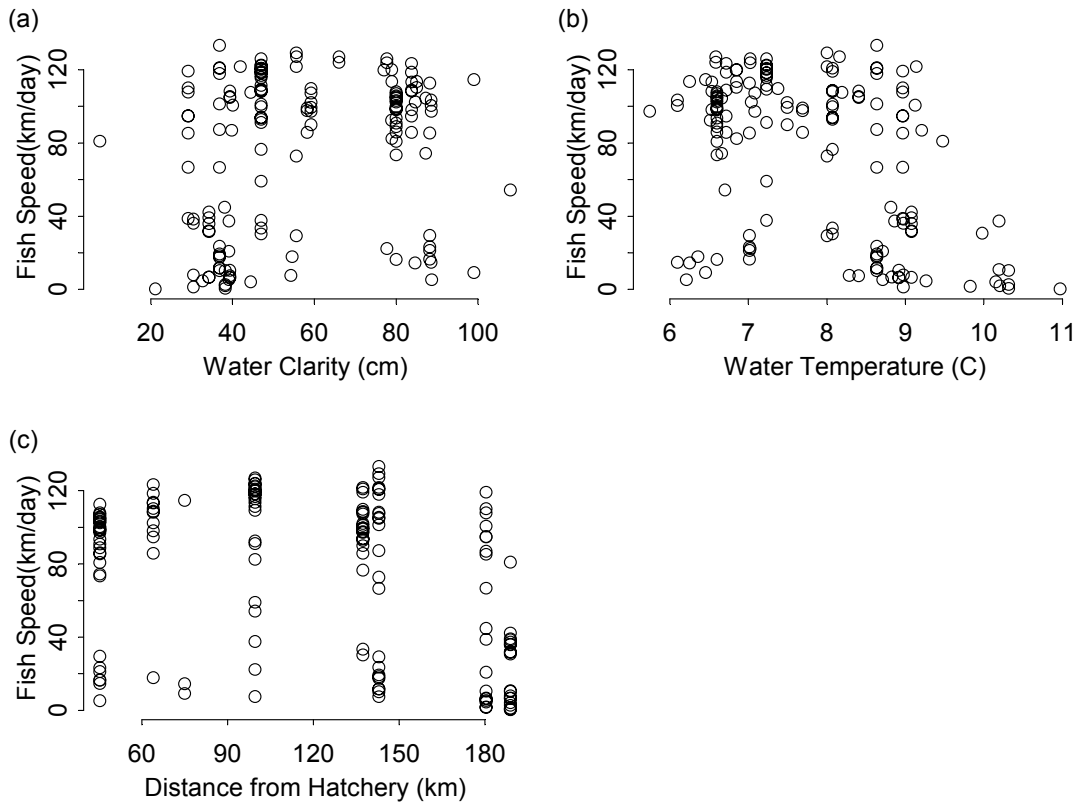 (a)
Fish Speed(km/day)
0 40 80 120
20 40 60 80 100
Water Clarity (cm)
(b)
Fish Speed(km/day)
0 40 80 120
6 7 8 9 10 11
Water Temperature (C)
(c)
Fish Speed(km/day)
0 40 80 120
60 90 120 150 180
Distance from Hatchery (km)